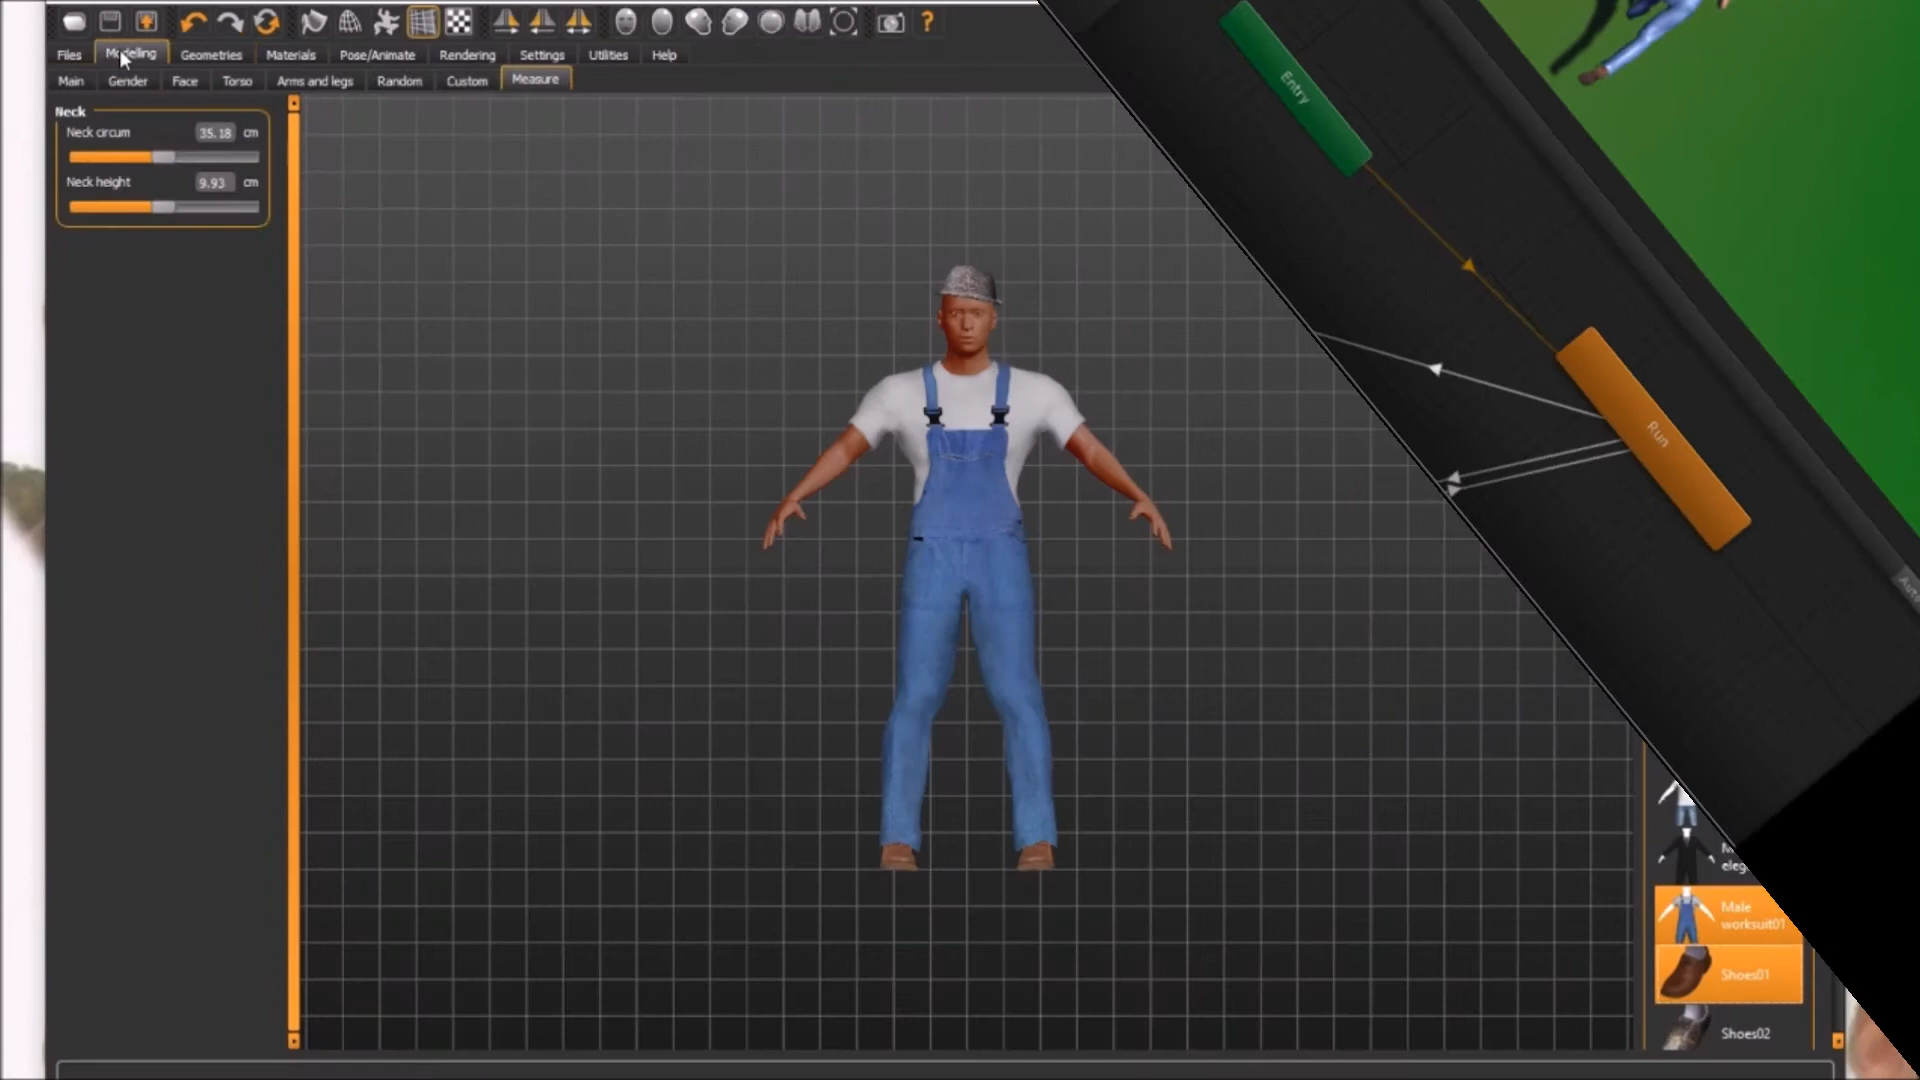 Files Modelling Geometries Materials Pose/Animate Rendering Settings Utilities Help
Main Gender Face Torso Arms and legs Random Custom Measure
Neck
Neck circum 35.18 cm
Neck height 9.93 cm
Entry
Run
Auto
Male
worksuit01
Shoes01
Shoes02